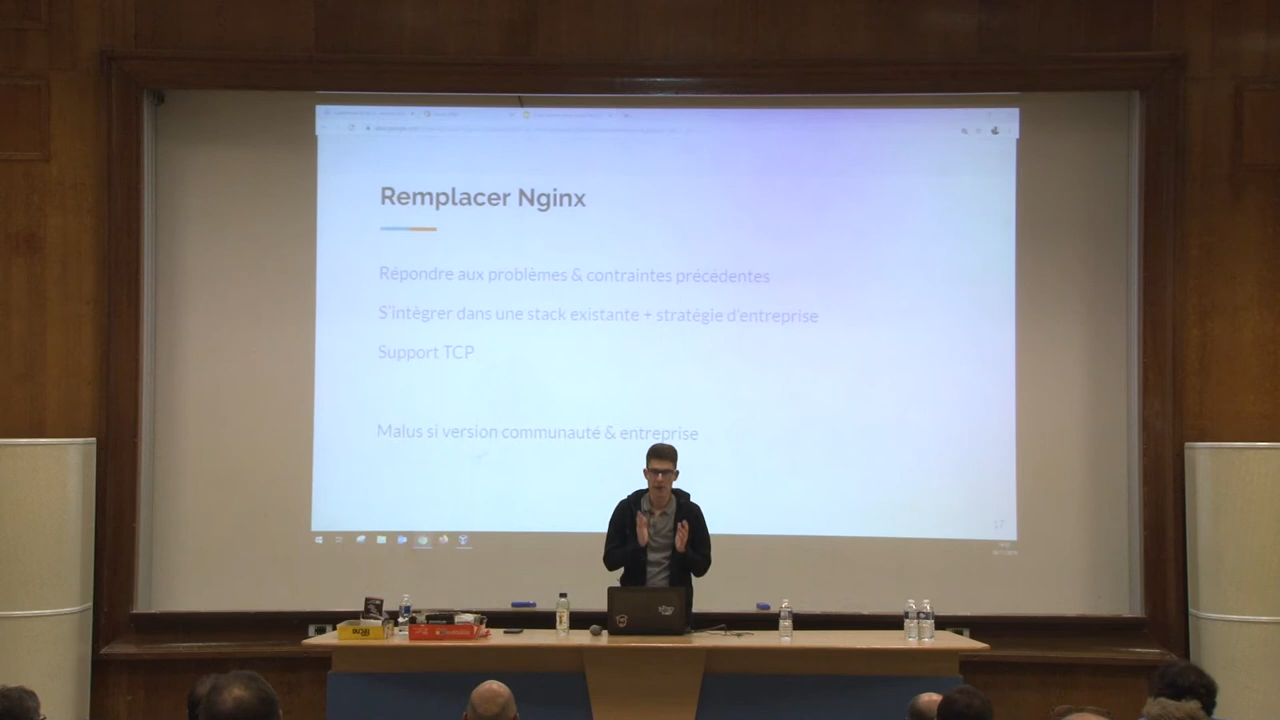 Remplacer Nginx
Répondre aux problèmes & contraintes précédentes
S'intégrer dans une stack existante + stratégie d'entreprise
Support TCP
Malus si version communauté & entreprise
17